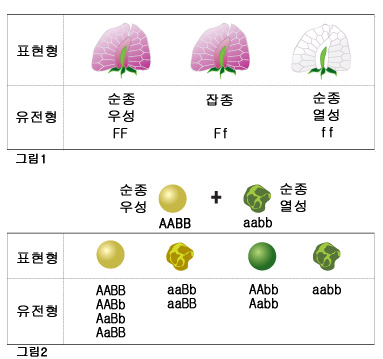 표현형
순종 잡종 순종
우성 열성
유전형 FF Ff ff
그림1
순종 순종
우성 + 열성
AABB aabb
표현형
유전형 AABB aaBb AAbb aabb
AABb aaBB Aabb
AaBb
AaBB
그림2